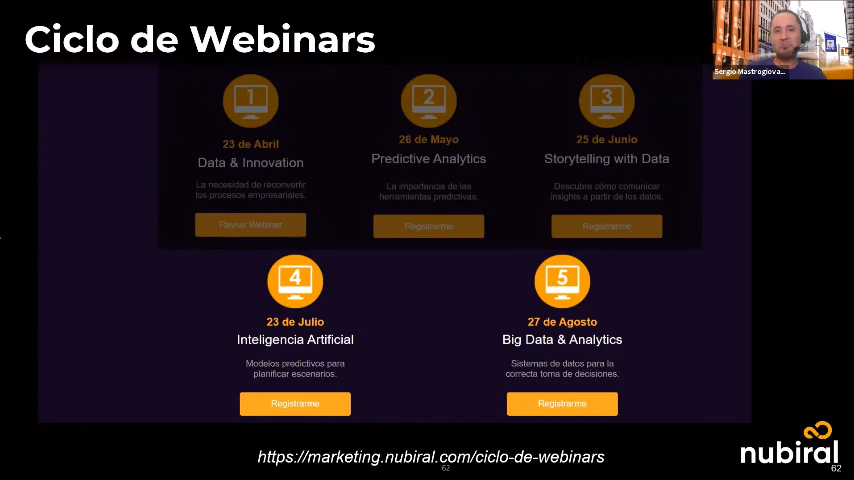 Ciclo de Webinars
Sergio Mastrogiova...
1
23 de Abril
Data & Innovation
La necesidad de reconvertir
los procesos empresariales.
Revivir Webinar
2
26 de Mayo
Predictive Analytics
La importancia de las
herramientas predictivas.
Registrarme
3
25 de Junio
Storytelling with Data
Descubre cómo comunicar
insights a partir de los datos.
Registrarme
4
23 de Julio
Inteligencia Artificial
Modelos predictivos para
planificar escenarios.
Registrarme
5
27 de Agosto
Big Data & Analytics
Sistemas de datos para la
correcta toma de decisiones.
Registrarme
https://marketing.nubiral.com/ciclo-de-webinars
62
nubiral
62